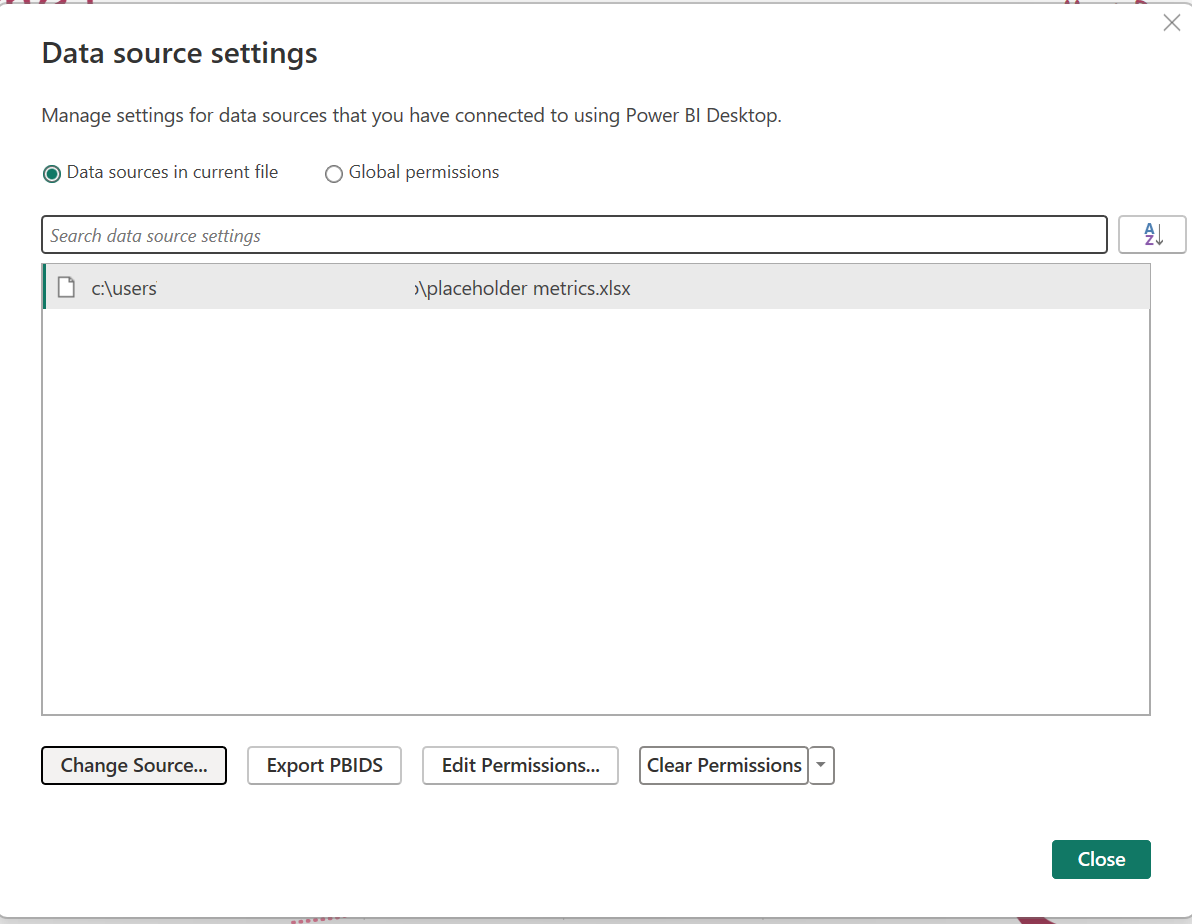 Data source settings
Manage settings for data sources that you have connected to using Power BI Desktop.
Data sources in current file Global permissions
Search data source settings
c:\users \placeholder metrics.xlsx
Change Source... Export PBIDS Edit Permissions... Clear Permissions
Close